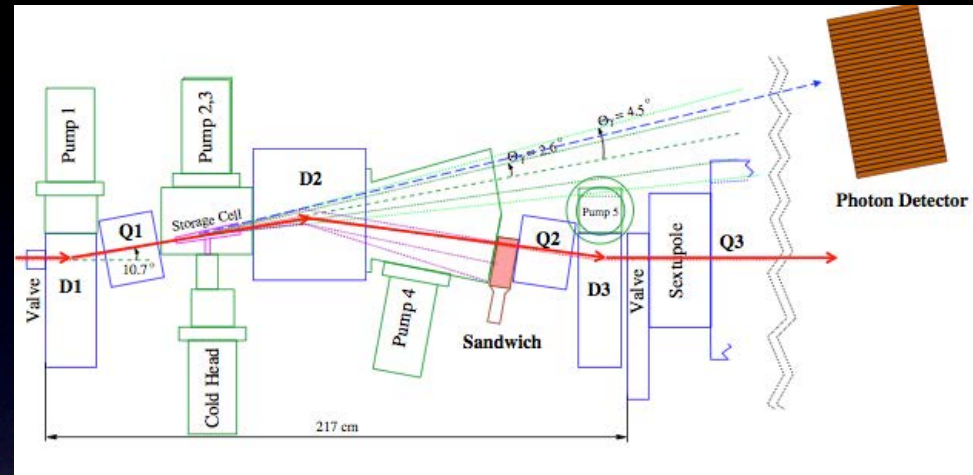 Pump 1
Pump 2,3
Θγ = 4.5°
Θγ = 2.6°
D2
Storage Cell
Pump 5
Photon Detector
Q1
Q2
Q3
10.7°
Valve
D1
D3
Valve
Sextupole
Pump 4
Sandwich
Cold Head
217 cm